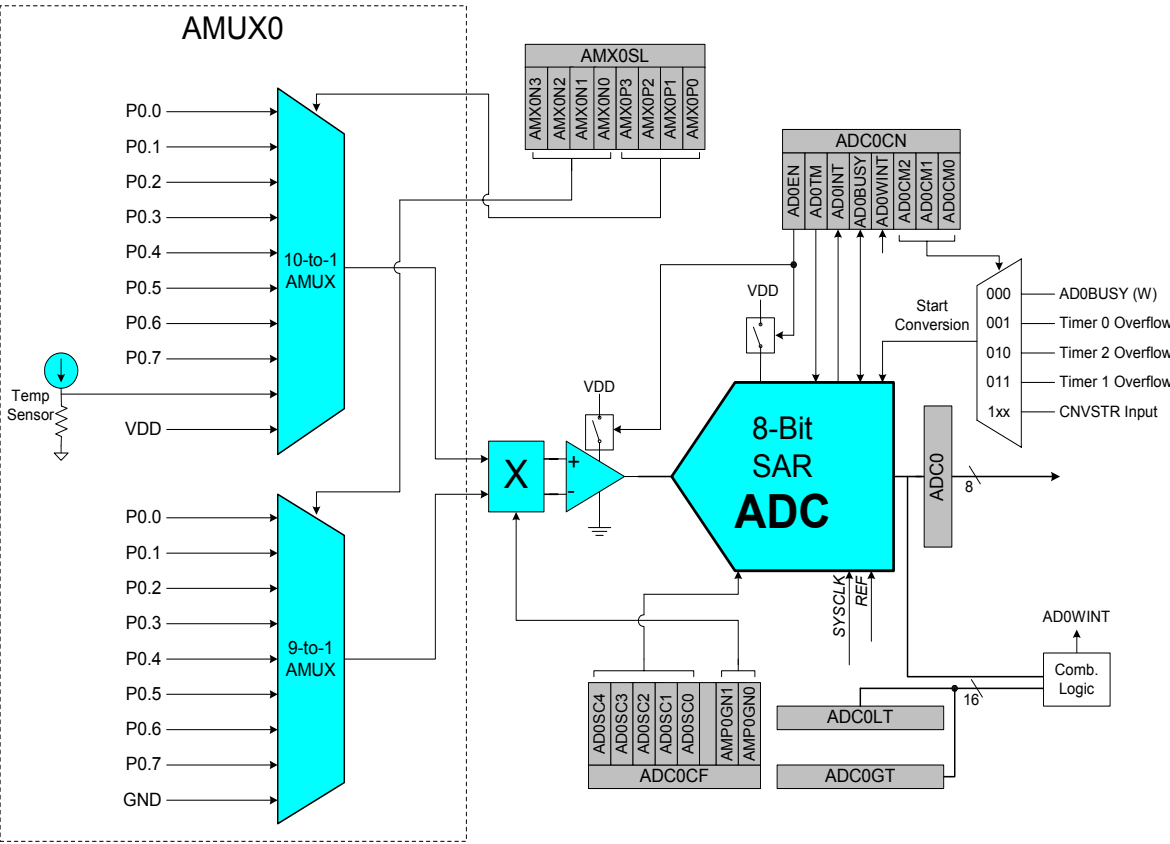 AMUX0
P0.0
P0.1
P0.2
P0.3
P0.4
P0.5
P0.6
P0.7
Temp
Sensor
VDD
10-to-1
AMUX
P0.0
P0.1
P0.2
P0.3
P0.4
P0.5
P0.6
P0.7
GND
9-to-1
AMUX
AMX0SL
AMX0N3
AMX0N2
AMX0N1
AMX0N0
AMX0P3
AMX0P2
AMX0P1
AMX0P0
ADC0CN
AD0EN
AD0TM
AD0INT
AD0BUSY
AD0WINT
AD0CM2
AD0CM1
AD0CM0
VDD
VDD
Start
Conversion
000
001
010
011
1xx
AD0BUSY (W)
Timer 0 Overflow
Timer 2 Overflow
Timer 1 Overflow
CNVSTR Input
X
+
-
8-Bit
SAR
ADC
SYSCLK
REF
ADC0
8
AD0WINT
Comb.
Logic
16
ADC0LT
ADC0GT
AD0SC4
AD0SC3
AD0SC2
AD0SC1
AD0SC0
AMP0GN1
AMP0GN0
ADC0CF